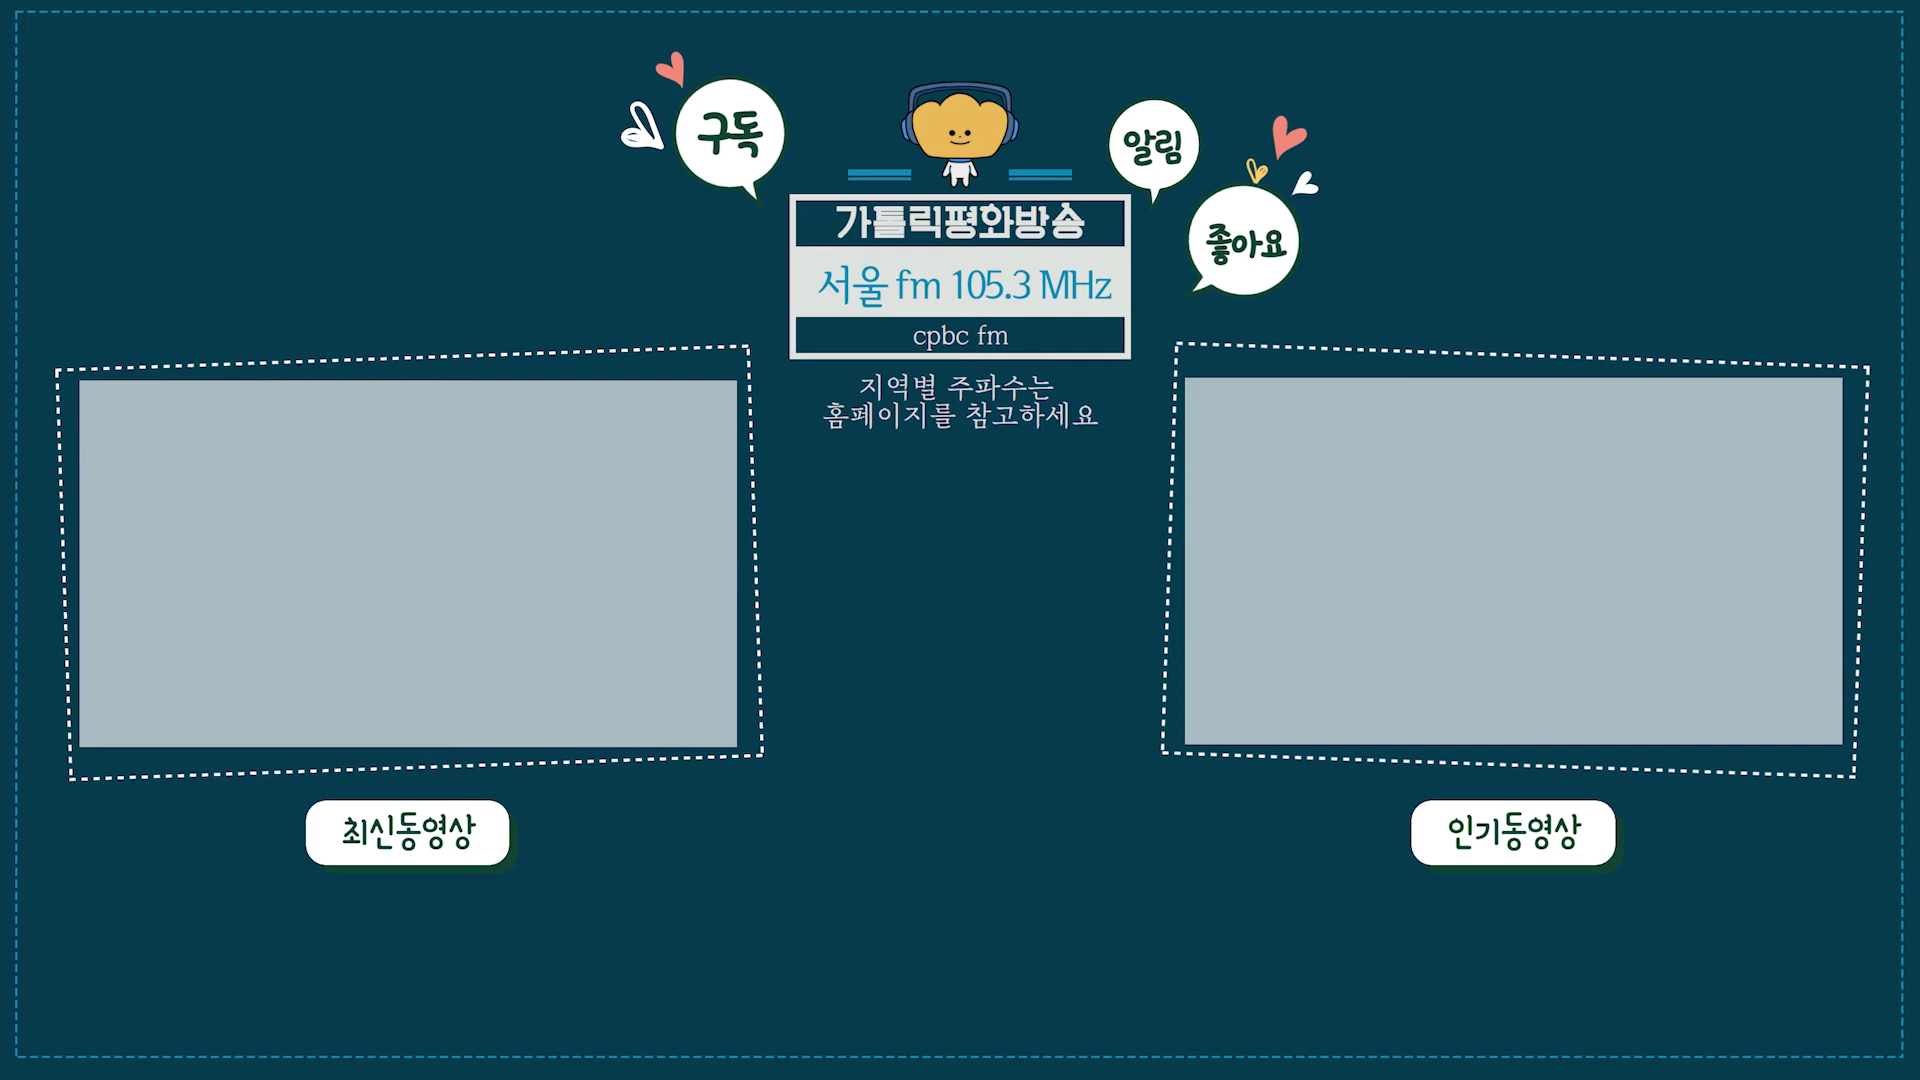 구독
알림
좋아요
가톨릭평화방송
서울 fm 105.3 MHz
cpbc fm
지역별 주파수는
홈페이지를 참고하세요
최신동영상
인기동영상